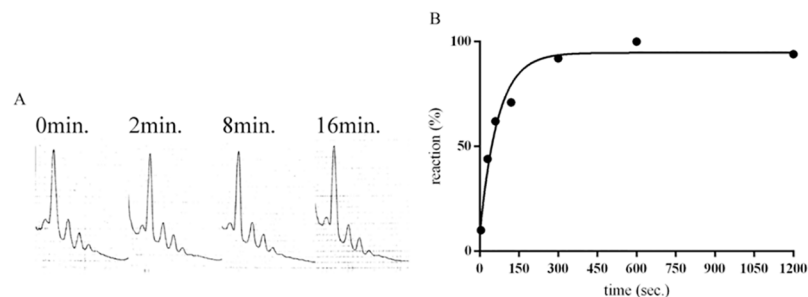 A
0min. 2min. 8min. 16min.
B
100
50
0
reaction (%)
0 150 300 450 600 750 900 1050 1200
time (sec.)